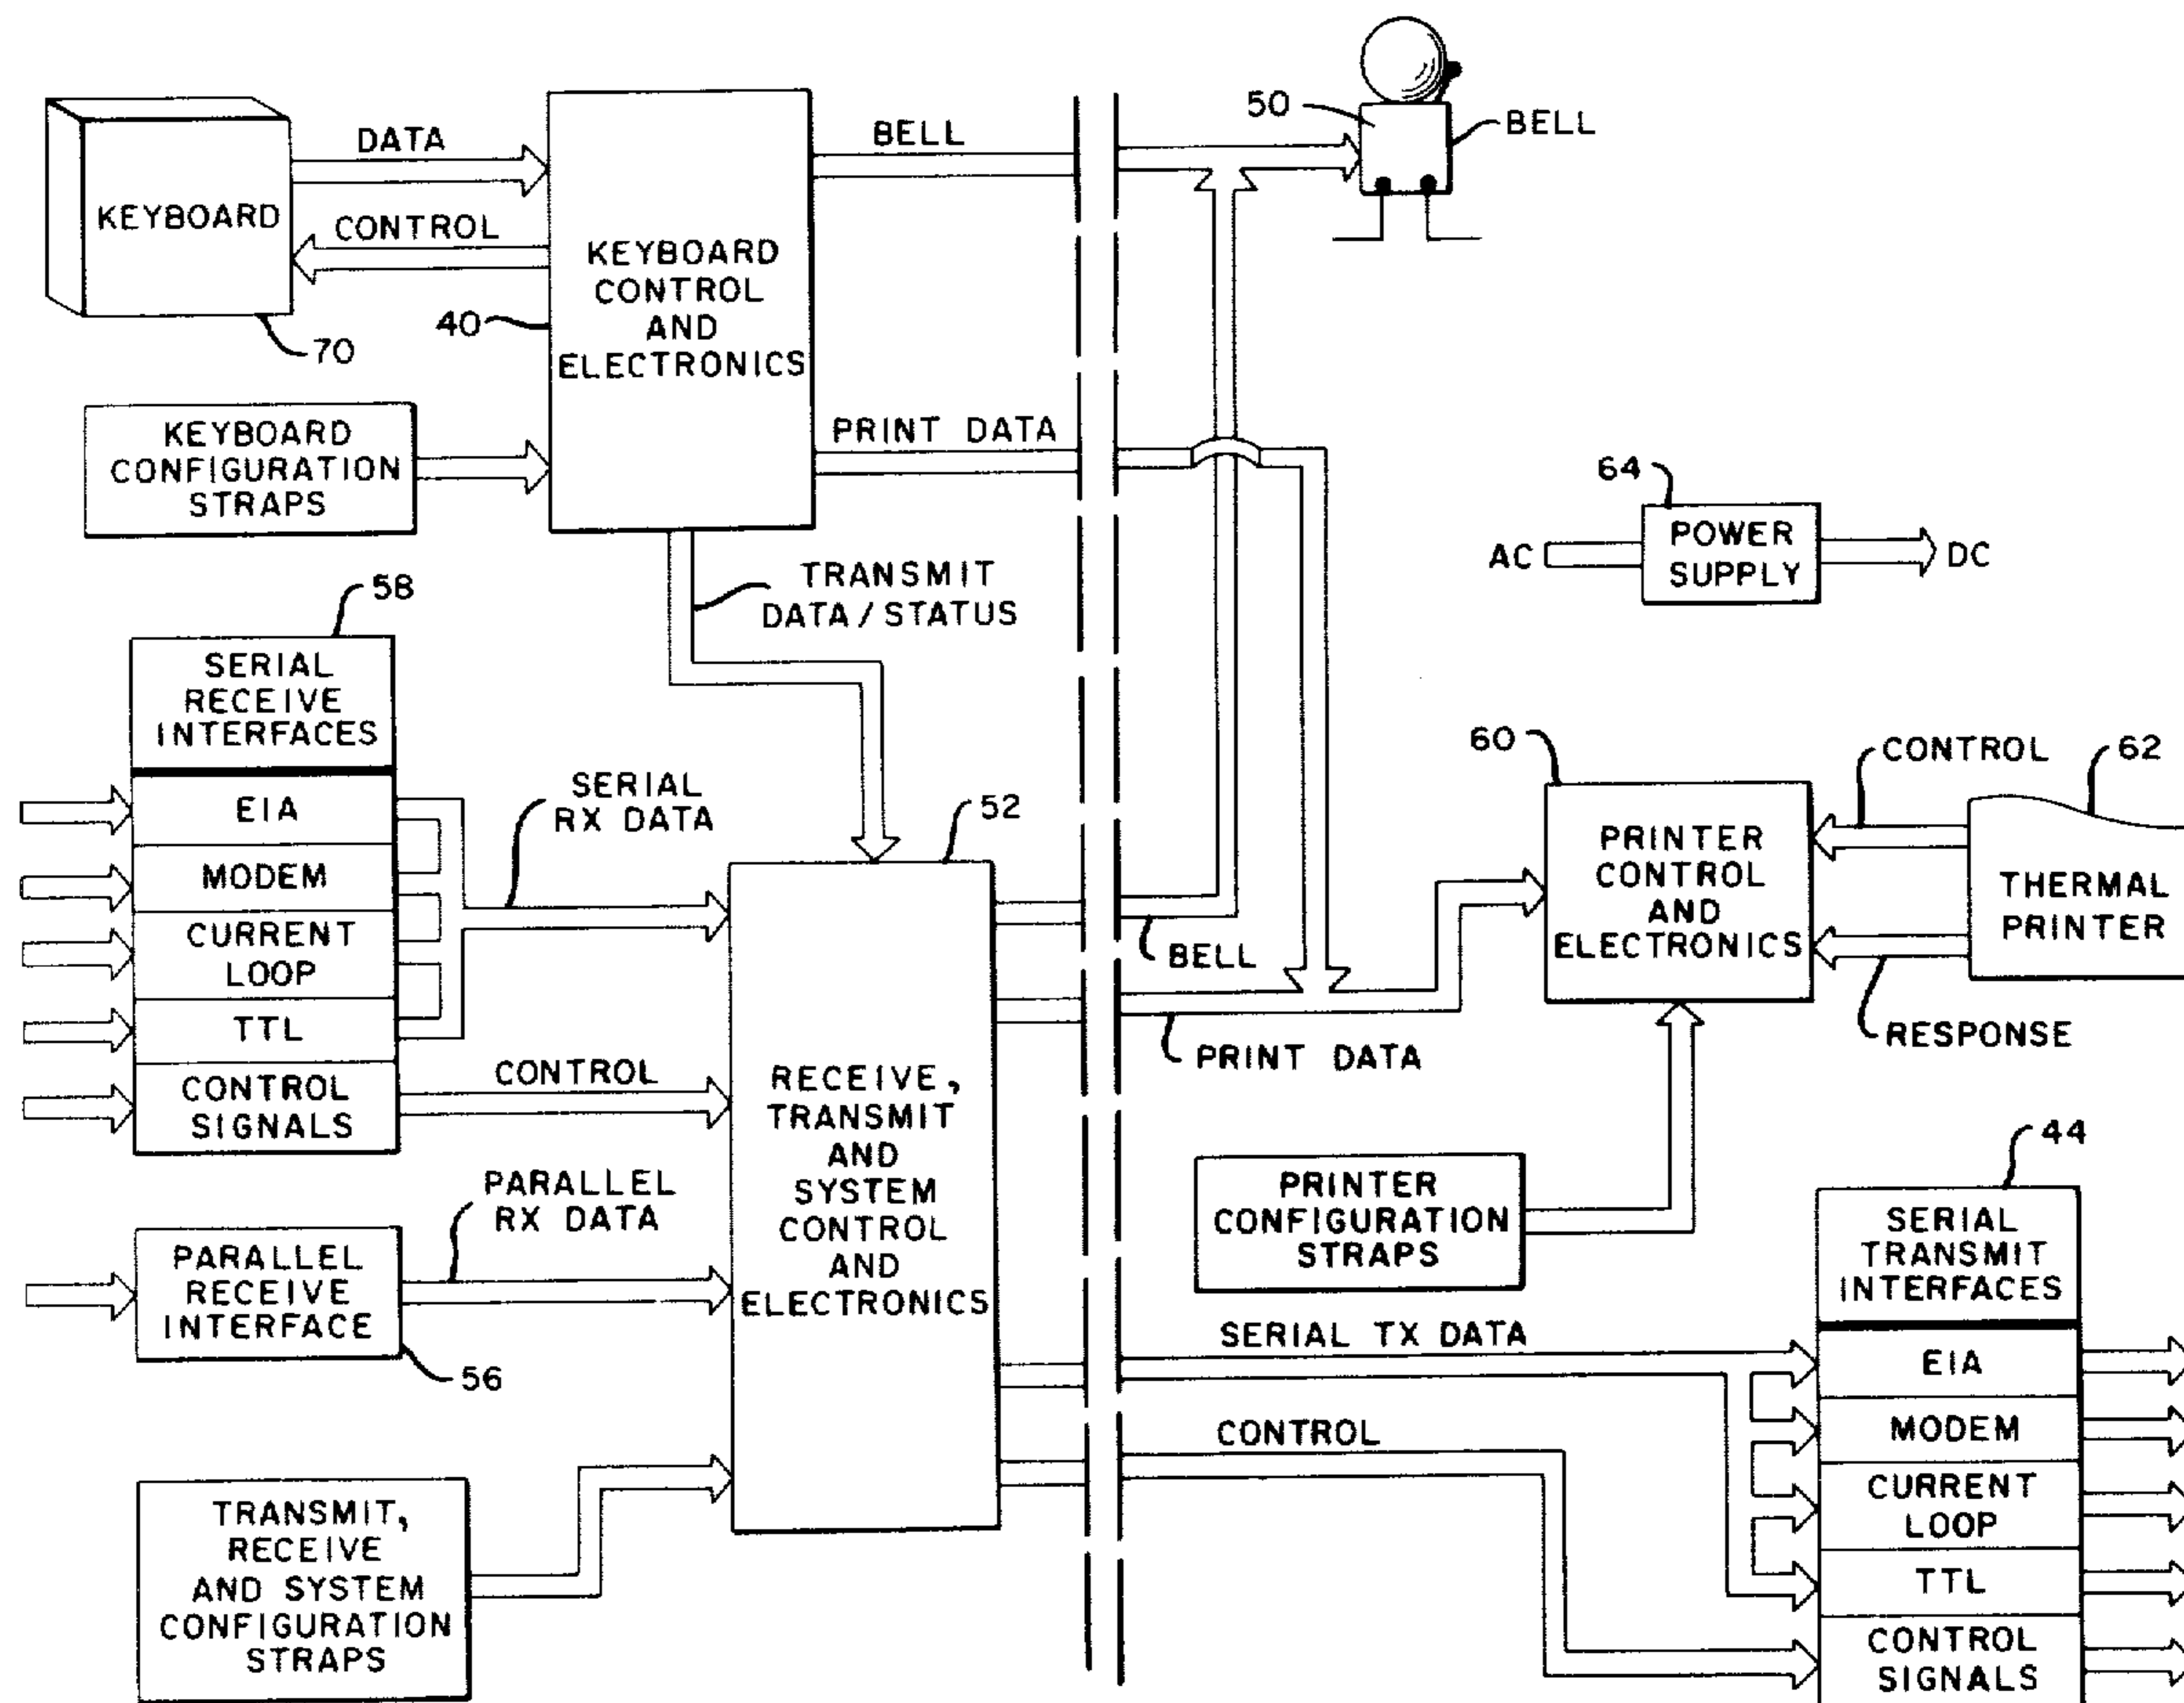 50
BELL
DATA
BELL
KEYBOARD
CONTROL
KEYBOARD
CONTROL
AND
ELECTRONICS
40
70
KEYBOARD
CONFIGURATION
STRAPS
PRINT DATA
64
AC
POWER
SUPPLY
DC
TRANSMIT
DATA/STATUS
58
SERIAL
RECEIVE
INTERFACES
EIA
MODEM
CURRENT
LOOP
TTL
CONTROL
SIGNALS
SERIAL
RX DATA
CONTROL
52
RECEIVE,
TRANSMIT
AND
SYSTEM
CONTROL
AND
ELECTRONICS
BELL
PRINT DATA
60
PRINTER
CONTROL
AND
ELECTRONICS
CONTROL
62
THERMAL
PRINTER
RESPONSE
PARALLEL
RX DATA
PARALLEL
RECEIVE
INTERFACE
56
PRINTER
CONFIGURATION
STRAPS
44
SERIAL
TRANSMIT
INTERFACES
SERIAL TX DATA
EIA
MODEM
CURRENT
LOOP
TTL
CONTROL
SIGNALS
CONTROL
TRANSMIT,
RECEIVE
AND SYSTEM
CONFIGURATION
STRAPS